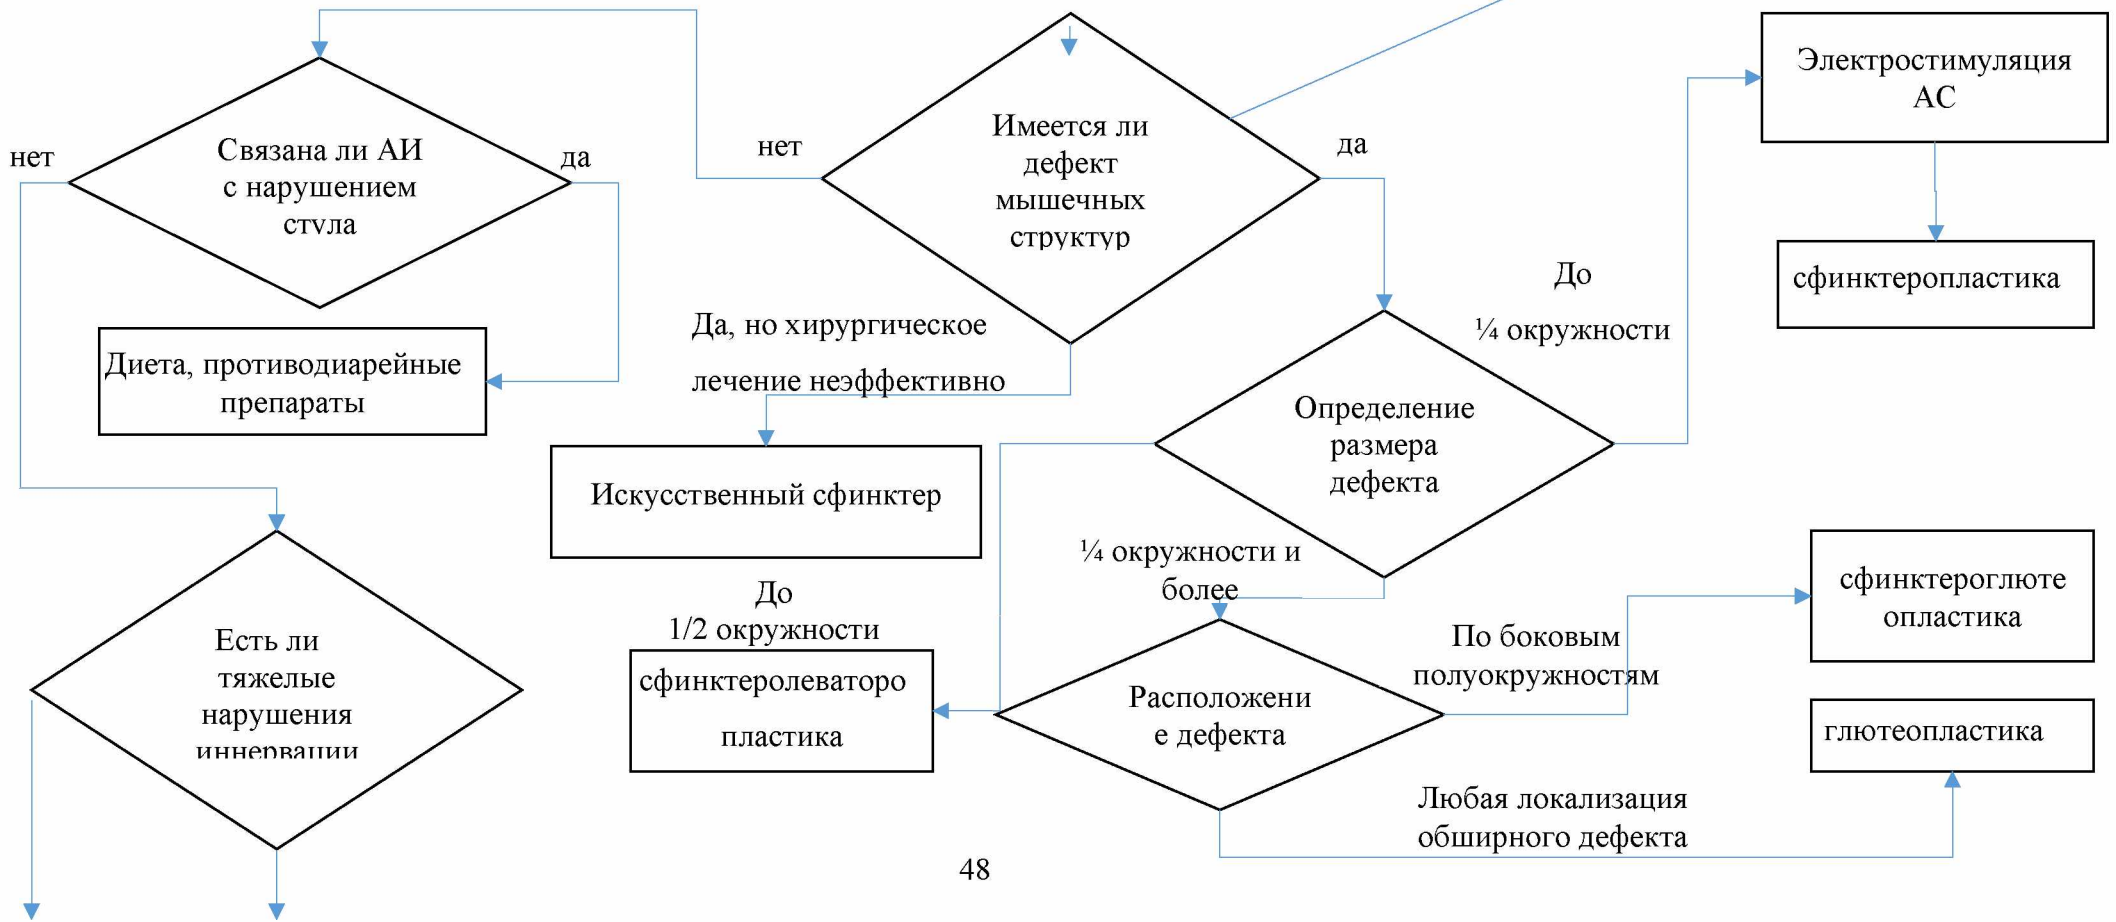 нет
Связана ли АИ
с нарушением
стула
да
Диета, противодиарейные
препараты
нет
Имеется ли
дефект
мышечных
структур
да
Электростимуляция
АС
сфинктеропластика
До
¼ окружности
Да, но хирургическое
лечение неэффективно
Искусственный сфинктер
Определение
размера
дефекта
¼ окружности и
более
До
1/2 окружности
сфинктеролеваторо
пластика
Расположени
е дефекта
По боковым
полуокружностям
сфинктероглюте
опластика
глютеопластика
Любая локализация
обширного дефекта
Есть ли
тяжелые
нарушения
иннервации
48